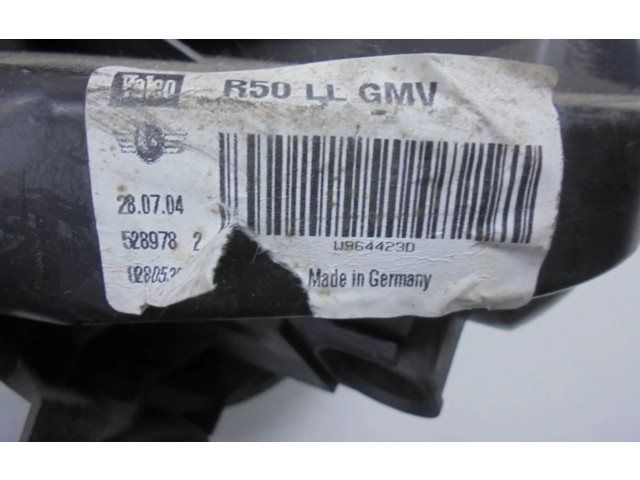 Valeo R50 LL GMV
28.07.04
528978 2
W964423D
Made in Germany